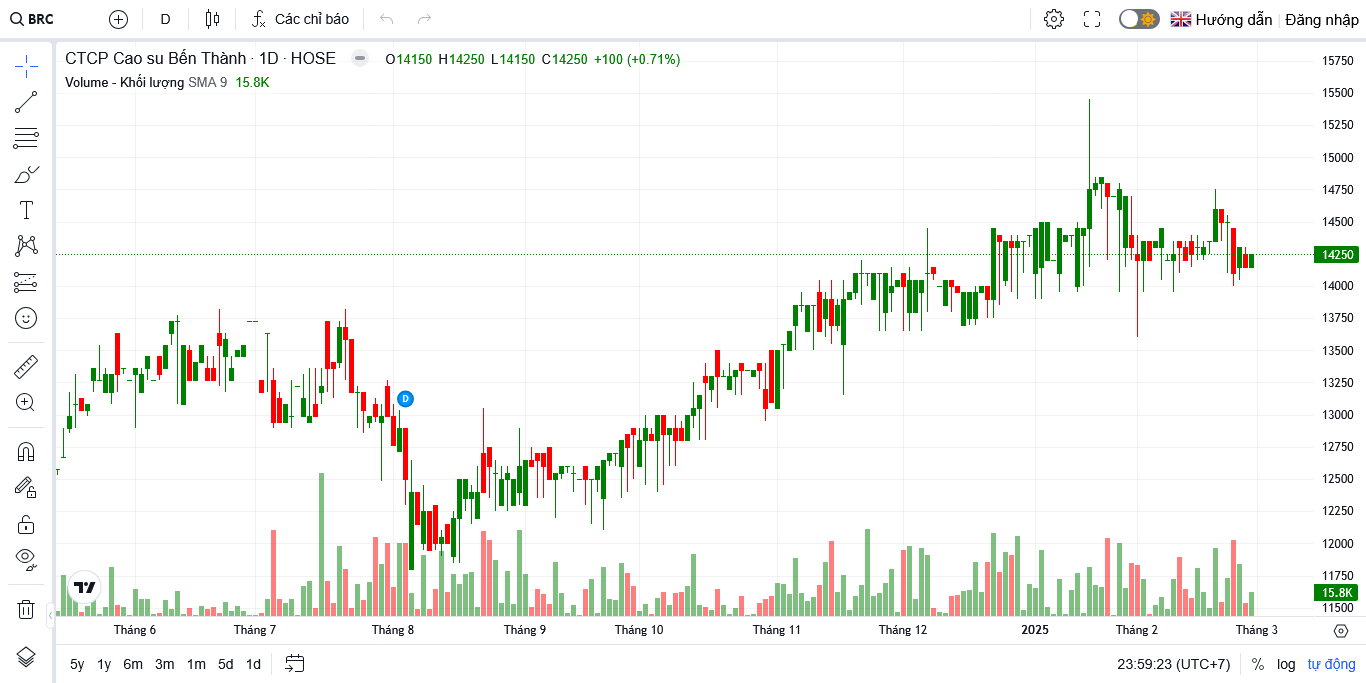 BRC D Các chỉ báo Hướng dẫn Đăng nhập
CTCP Cao su Bến Thành · 1D · HOSE O14150 H14250 L14150 C14250 +100 (+0.71%)
Volume - Khối lượng SMA 9 15.8K
15750
15500
15250
15000
14750
14500
14250
14000
13750
13500
13250
13000
12750
12500
12250
12000
11750
15.8K
11500
D
Tháng 6 Tháng 7 Tháng 8 Tháng 9 Tháng 10 Tháng 11 Tháng 12 2025 Tháng 2 Tháng 3
5y 1y 6m 3m 1m 5d 1d 23:59:23 (UTC+7) % log tự động